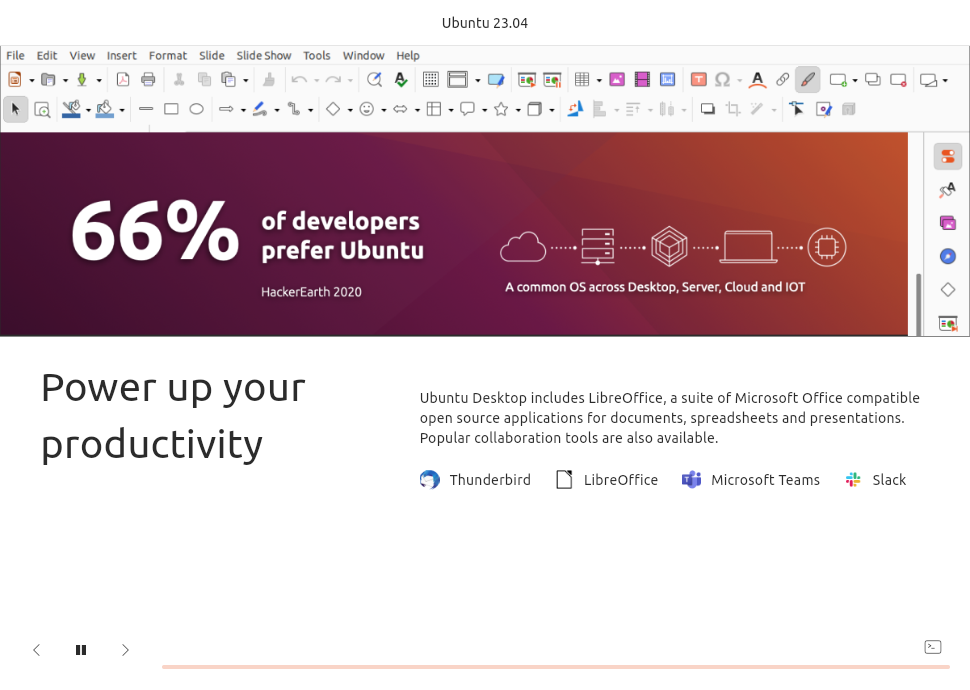 Ubuntu 23.04
File Edit View Insert Format Slide Slide Show Tools Window Help
66% of developers
prefer Ubuntu
HackerEarth 2020
A common OS across Desktop, Server, Cloud and IOT
Power up your
productivity
Ubuntu Desktop includes LibreOffice, a suite of Microsoft Office compatible
open source applications for documents, spreadsheets and presentations.
Popular collaboration tools are also available.
Thunderbird LibreOffice Microsoft Teams Slack